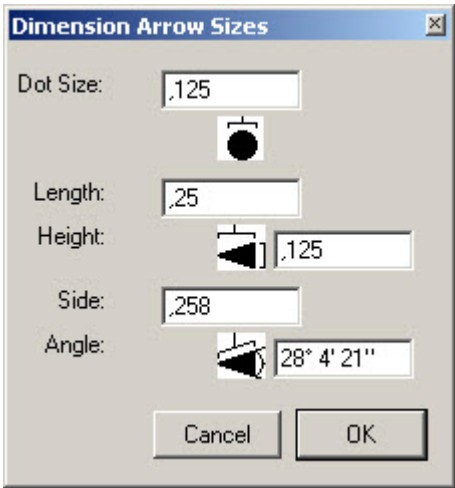 Dimension Arrow Sizes
Dot Size: ,125
Length: ,25
Height: ,125
Side: ,258
Angle: 28° 4' 21"
Cancel OK